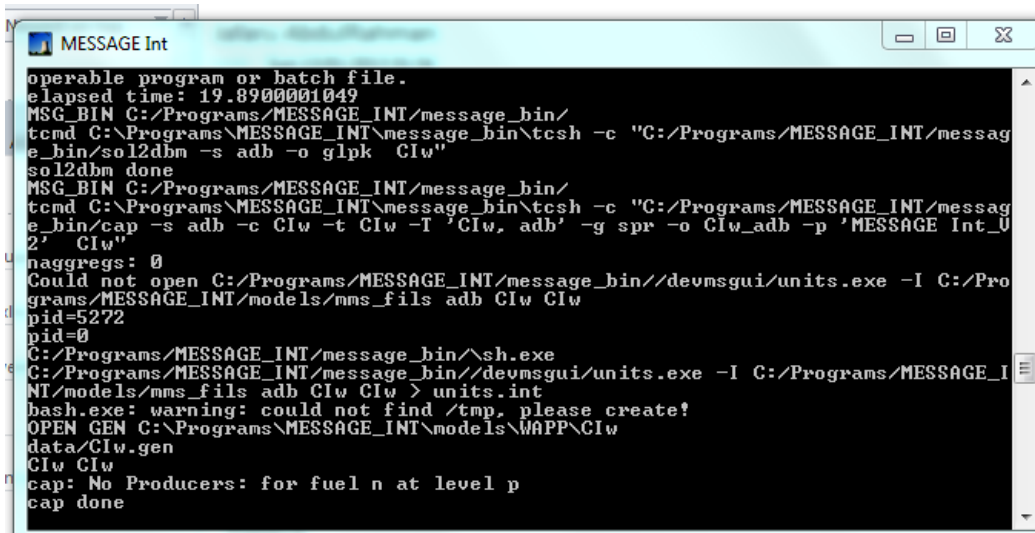 MESSAGE Int
operable program or batch file.
elapsed time: 19.8900001049
MSG_BIN C:/Programs/MESSAGE_INT/message_bin/
tcmd C:\Programs\MESSAGE_INT\message_bin\tcsh -c "C:/Programs/MESSAGE_INT/messag
e_bin/sol2dbm -s adb -o glpk  CIw"
sol2dbm done
MSG_BIN C:/Programs/MESSAGE_INT/message_bin/
tcmd C:\Programs\MESSAGE_INT\message_bin\tcsh -c "C:/Programs/MESSAGE_INT/messag
e_bin/cap -s adb -c CIw -t CIw -T 'CIw, adb' -g spr -o CIw_adb -p 'MESSAGE Int_V
2'  CIw"
naggregs: 0
Could not open C:/Programs/MESSAGE_INT/message_bin//devmsgui/units.exe -I C:/Pro
grams/MESSAGE_INT/models/mms_fils adb CIw CIw
pid=5272
pid=0
C:/Programs/MESSAGE_INT/message_bin/\sh.exe
C:/Programs/MESSAGE_INT/message_bin//devmsgui/units.exe -I C:/Programs/MESSAGE_I
NT/models/mms_fils adb CIw CIw > units.int
bash.exe: warning: could not find /tmp, please create!
OPEN GEN C:\Programs\MESSAGE_INT\models\WAPP\CIw
data/CIw.gen
CIw CIw
cap: No Producers: for fuel n at level p
cap done